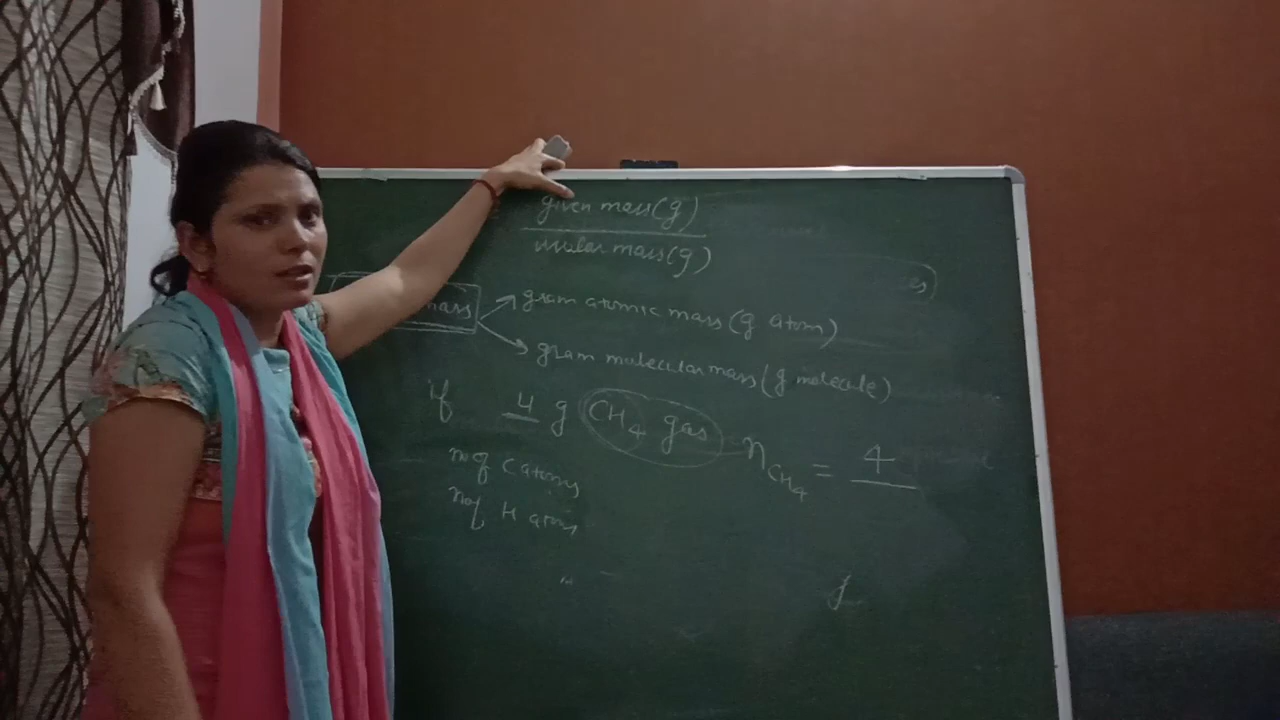 given mass(g)
molar mass(g)
mass
gram atomic mass (g atom)
gram molecular mass (g molecule)
if 4 g CH₄ gas
n CH₄ = 4
no of C atoms
no of H atoms